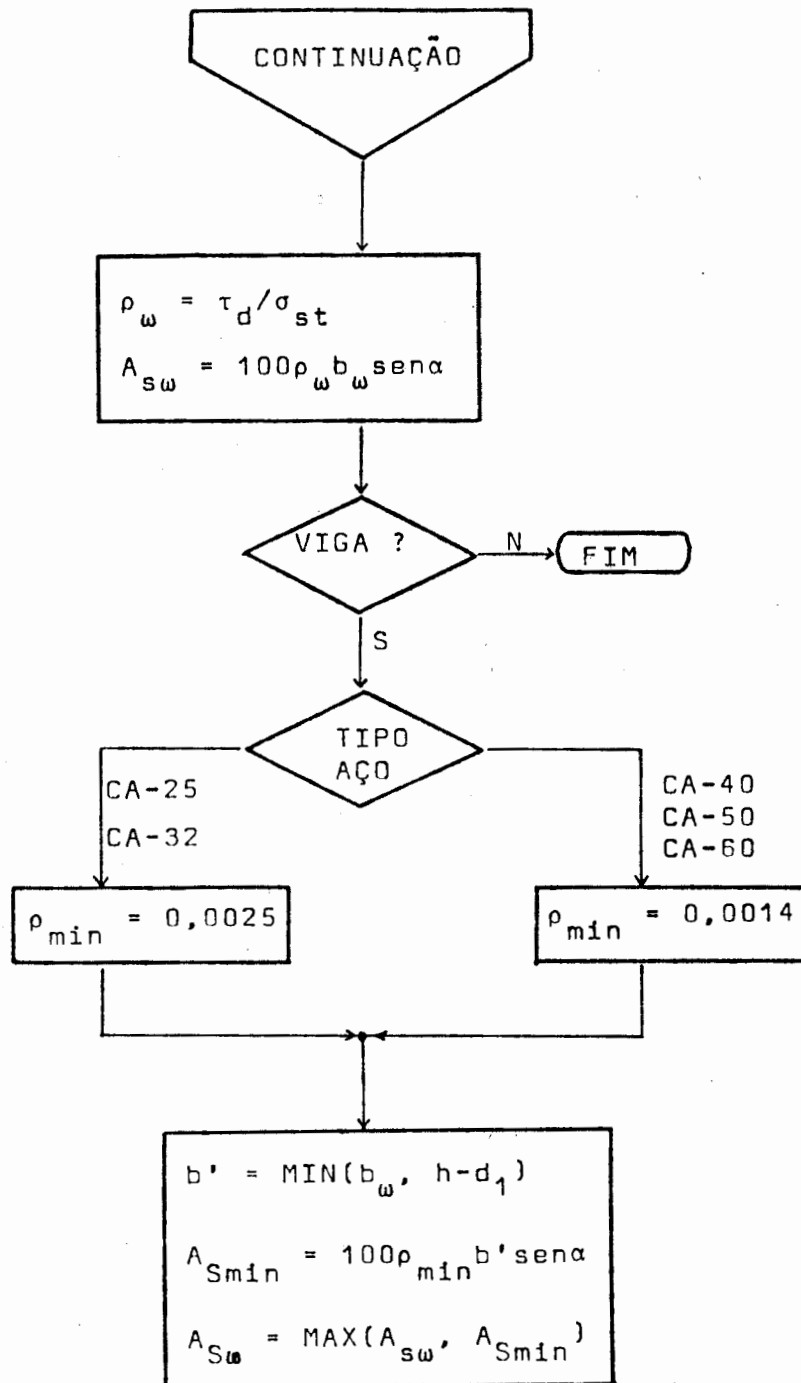 CONTINUAÇÃO
ρω = τd/σst
Asω = 100ρωbωsenα
VIGA ?
N
FIM
S
TIPO
AÇO
CA-25
CA-32
CA-40
CA-50
CA-60
ρmin = 0,0025
ρmin = 0,0014
b' = MIN(bω, h-d1)
ASmin = 100ρminb'senα
ASω = MAX(Asω, ASmin)